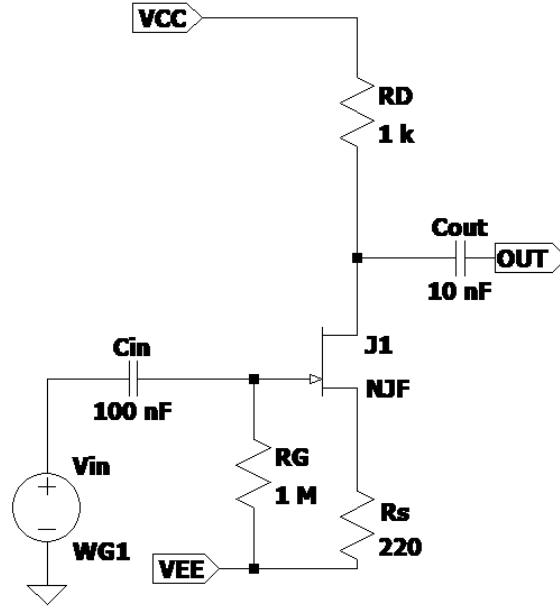 VCC
RD
1 k
Cout
OUT
10 nF
Cin
J1
100 nF
NJF
Vin
RG
1 M
Rs
WG1
220
VEE